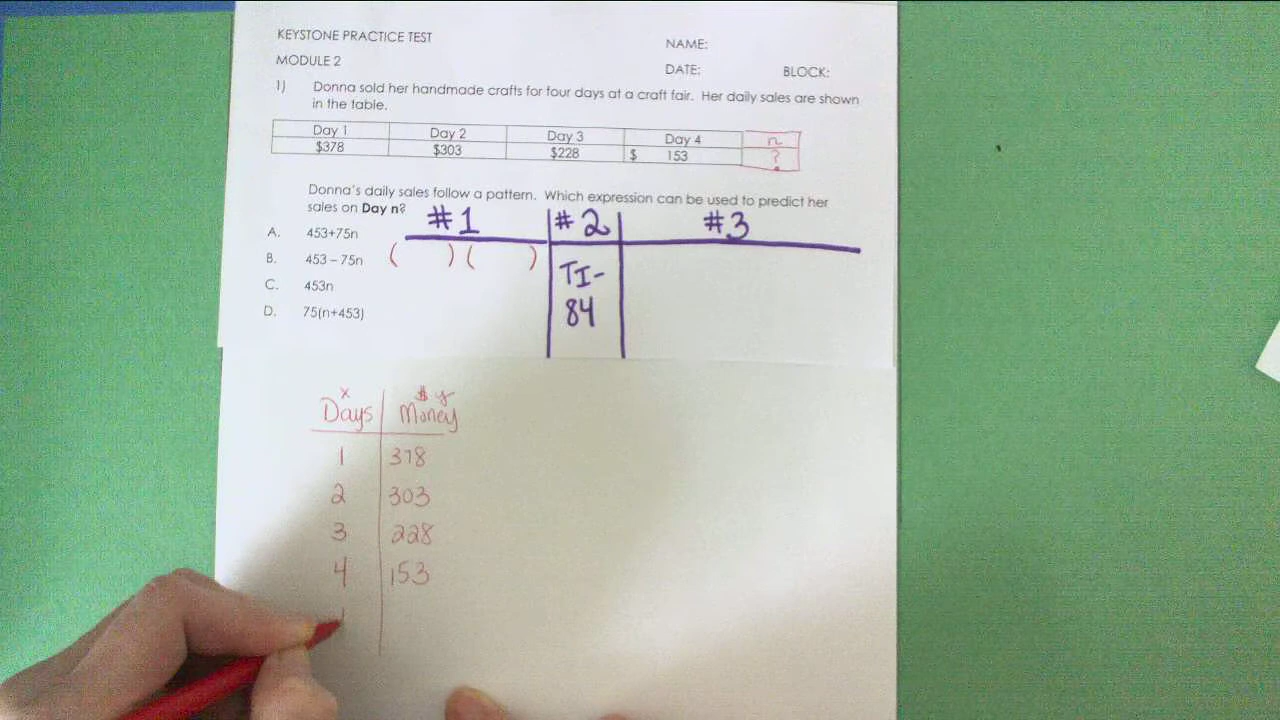 KEYSTONE PRACTICE TEST
NAME:
MODULE 2
DATE: BLOCK:
1) Donna sold her handmade crafts for four days at a craft fair. Her daily sales are shown
in the table.
Day 1 Day 2 Day 3 Day 4 n
$378 $303 $228 $ 153 ?
Donna's daily sales follow a pattern. Which expression can be used to predict her
sales on Day n?
#1 #2 #3
A. 453+75n
B. 453 – 75n
C. 453n
D. 75(n+453)
( ) ( )
TI-
84
x $ y
Days Money
1 378
2 303
3 228
4 153